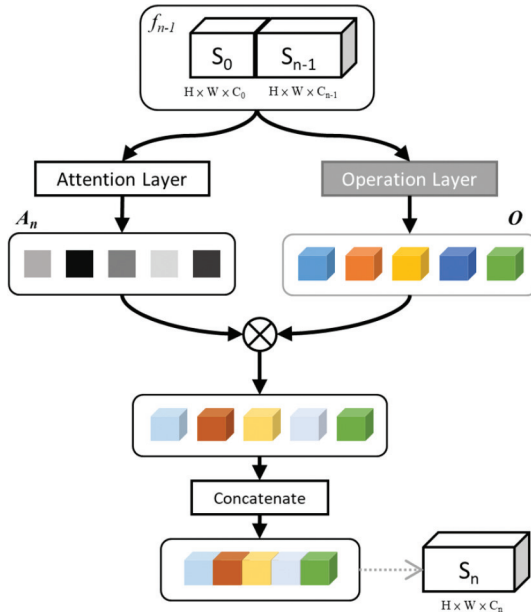 f_{n-1}
S_0 S_{n-1}
H × W × C_0 H × W × C_{n-1}
Attention Layer Operation Layer
A_n O
Concatenate
S_n
H × W × C_n